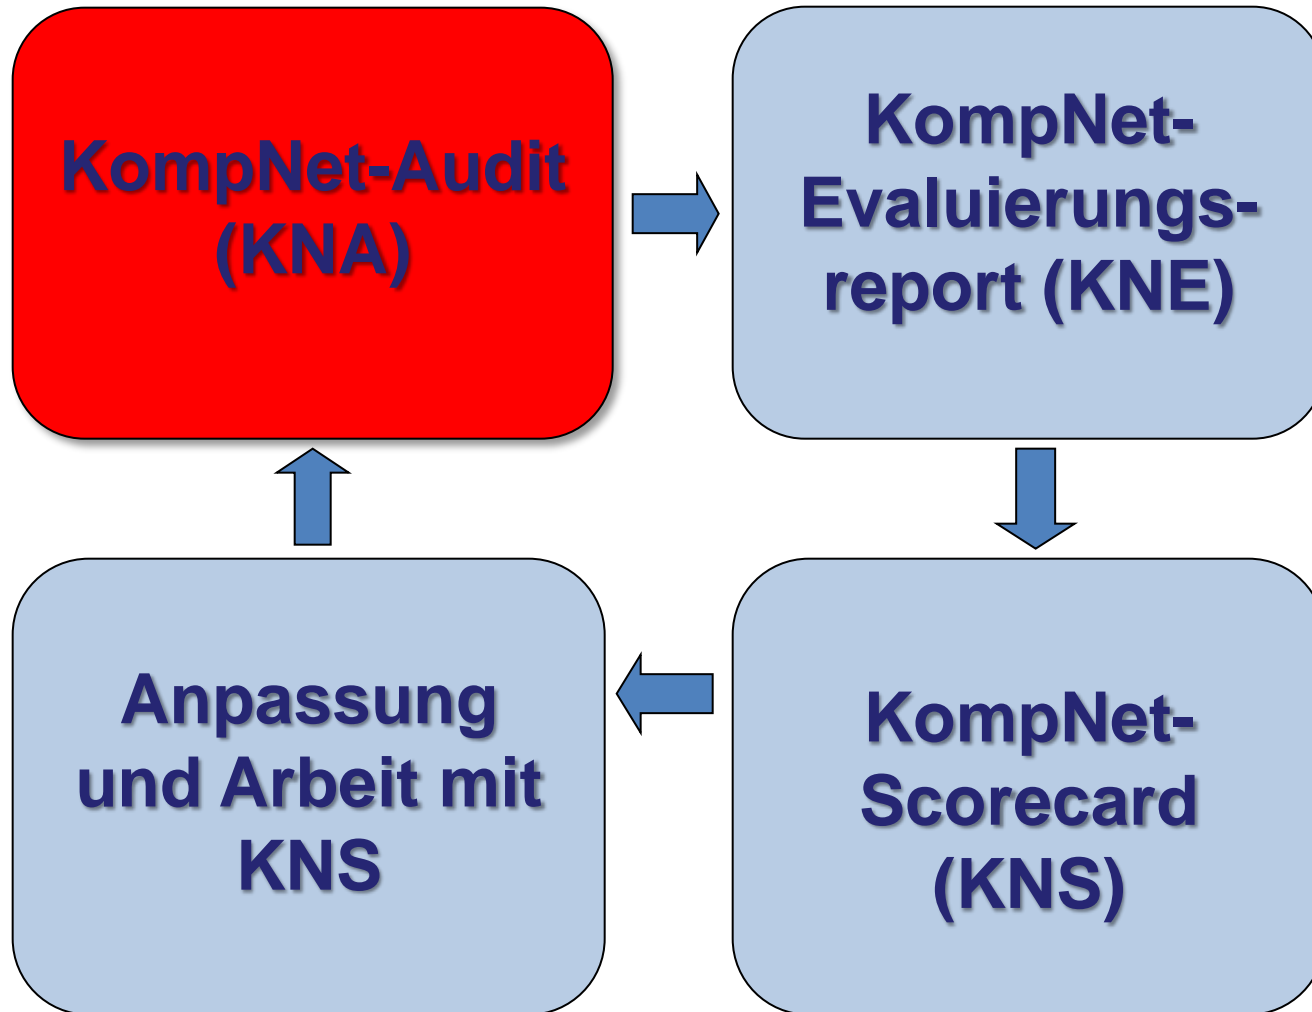 KompNet-Audit
(KNA)
KompNet-
Evaluierungs-
report (KNE)
Anpassung
und Arbeit mit
KNS
KompNet-
Scorecard
(KNS)